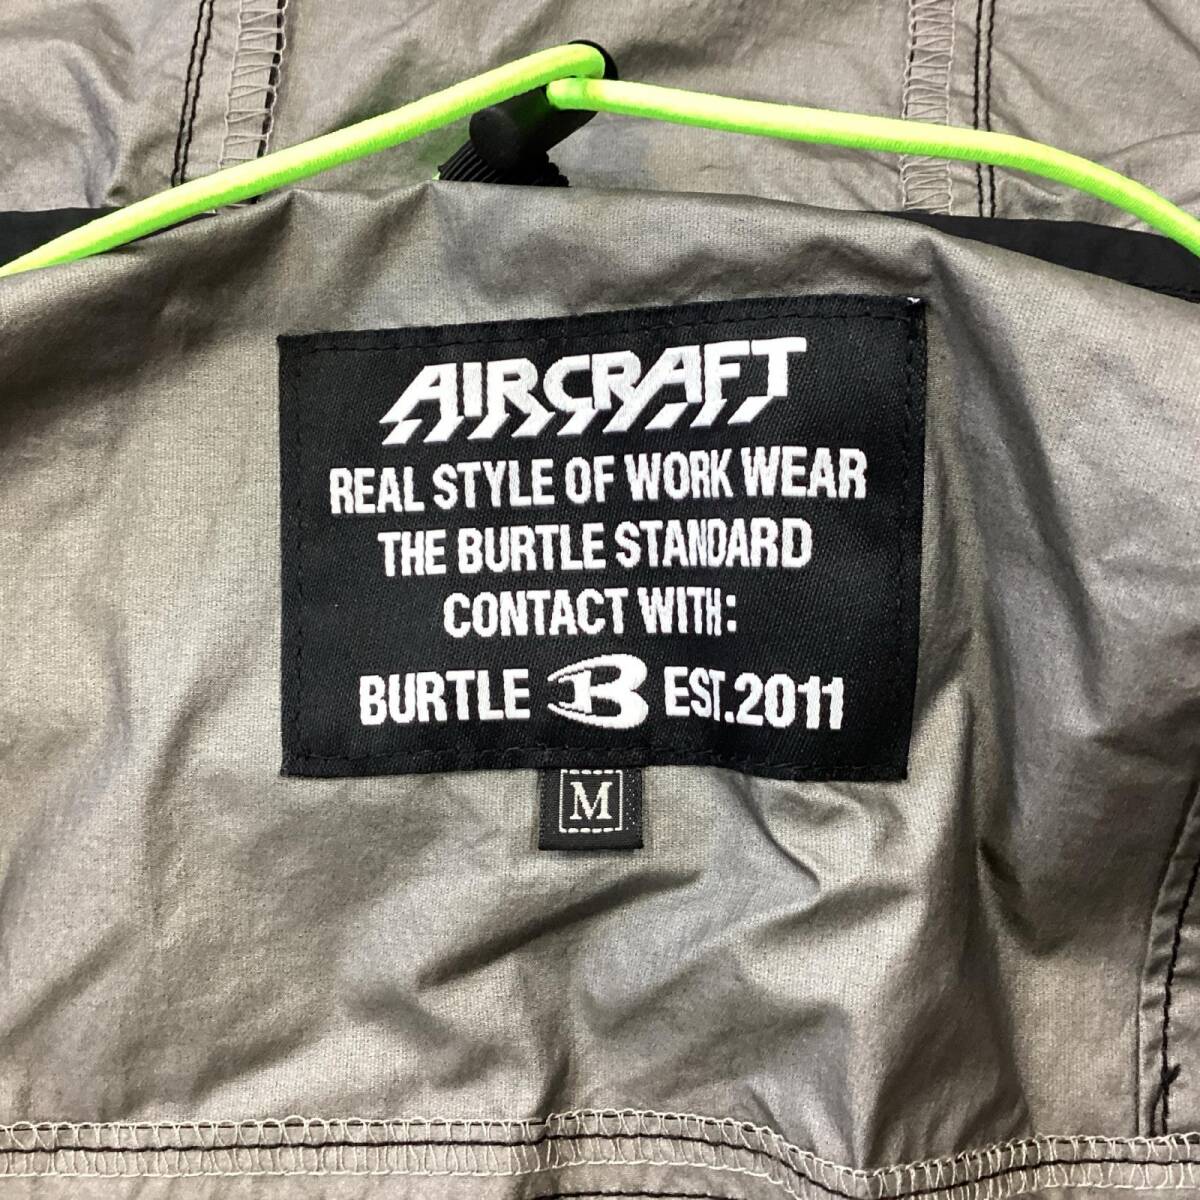 AIRCRAFT
REAL STYLE OF WORK WEAR
THE BURTLE STANDARD
CONTACT WITH:
BURTLE B EST.2011
M